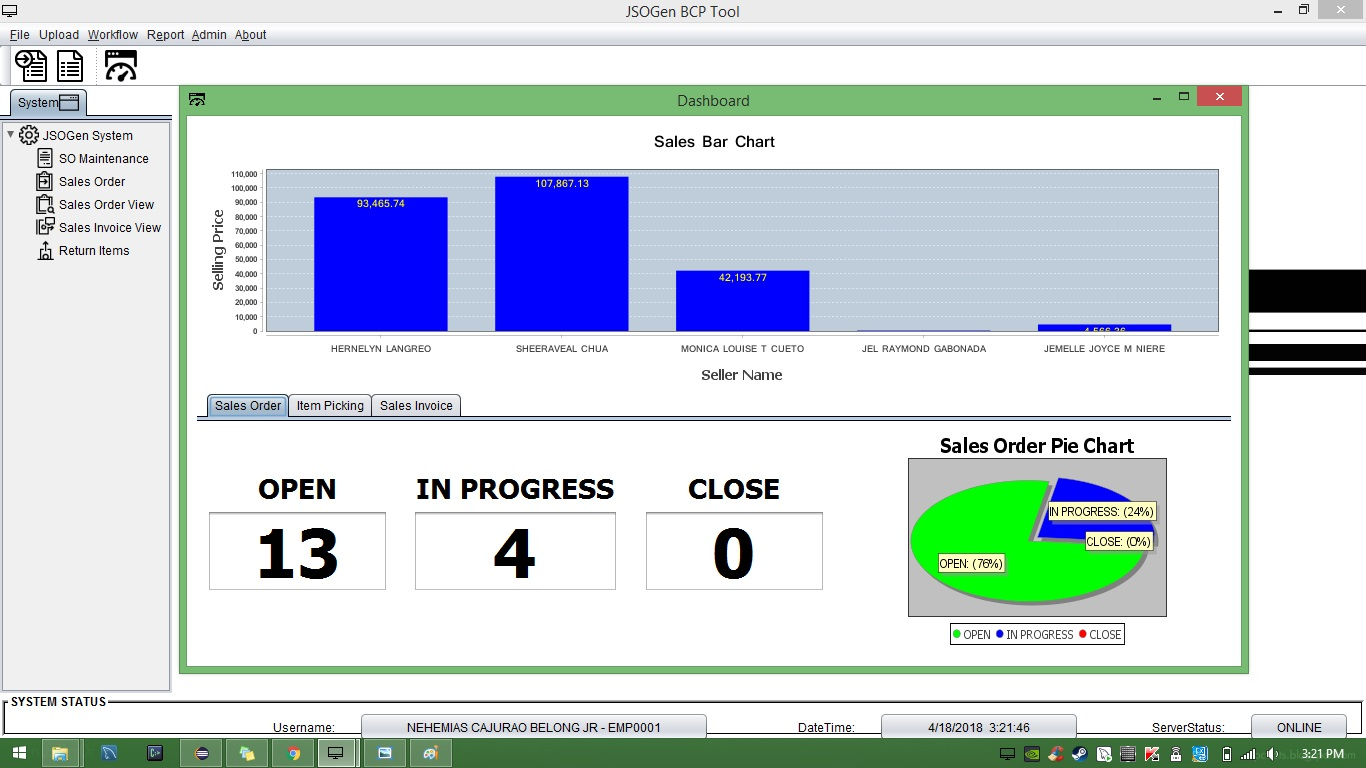 JSOGen BCP Tool
File Upload Workflow Report Admin About
System
JSOGen System
SO Maintenance
Sales Order
Sales Order View
Sales Invoice View
Return Items
Dashboard
Sales Bar Chart
110,000
100,000
90,000
80,000
70,000
60,000
50,000
40,000
30,000
20,000
10,000
0
Selling Price
93,465.74
107,867.13
42,193.77
4,566.36
HERNELYN LANGREO SHEERAVEAL CHUA MONICA LOUISE T CUETO JEL RAYMOND GABONADA JEMELLE JOYCE M NIERE
Seller Name
Sales Order Item Picking Sales Invoice
OPEN IN PROGRESS CLOSE
13 4 0
Sales Order Pie Chart
IN PROGRESS: (24%)
CLOSE: (0%)
OPEN: (76%)
OPEN IN PROGRESS CLOSE
SYSTEM STATUS
Username: NEHEMIAS CAJURAO BELONG JR - EMP0001 DateTime: 4/18/2018 3:21:46 ServerStatus: ONLINE
3:21 PM